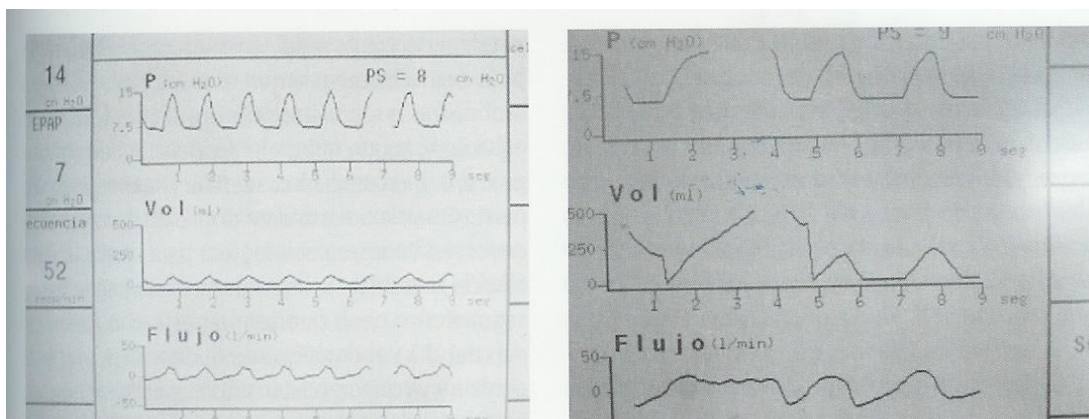 14
cm H₂O
EPAP
7
cm H₂O
ecuencia
52
P (cm H₂O) PS = 8 cm H₂O
15
7.5
0
1 2 3 4 5 6 7 8 9 seg
Vol (ml)
500
250
0
1 2 3 4 5 6 7 8 9 seg
Flujo (l/min)
50
0
-50
P (cm H₂O) PS = 9 cm H₂O
15
7.5
0
1 2 3 4 5 6 7 8 9 seg
Vol (ml)
500
250
0
1 2 3 4 5 6 7 8 9 seg
Flujo (l/min)
50
0
S